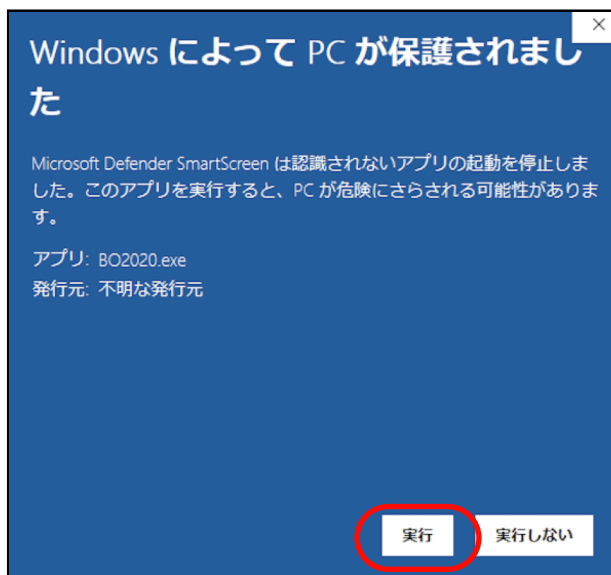 Windows によって PC が保護されまし
た
Microsoft Defender SmartScreen は認識されないアプリの起動を停止しま
した。このアプリを実行すると、PC が危険にさらされる可能性がありま
す。
アプリ: BO2020.exe
発行元: 不明な発行元
実行 実行しない